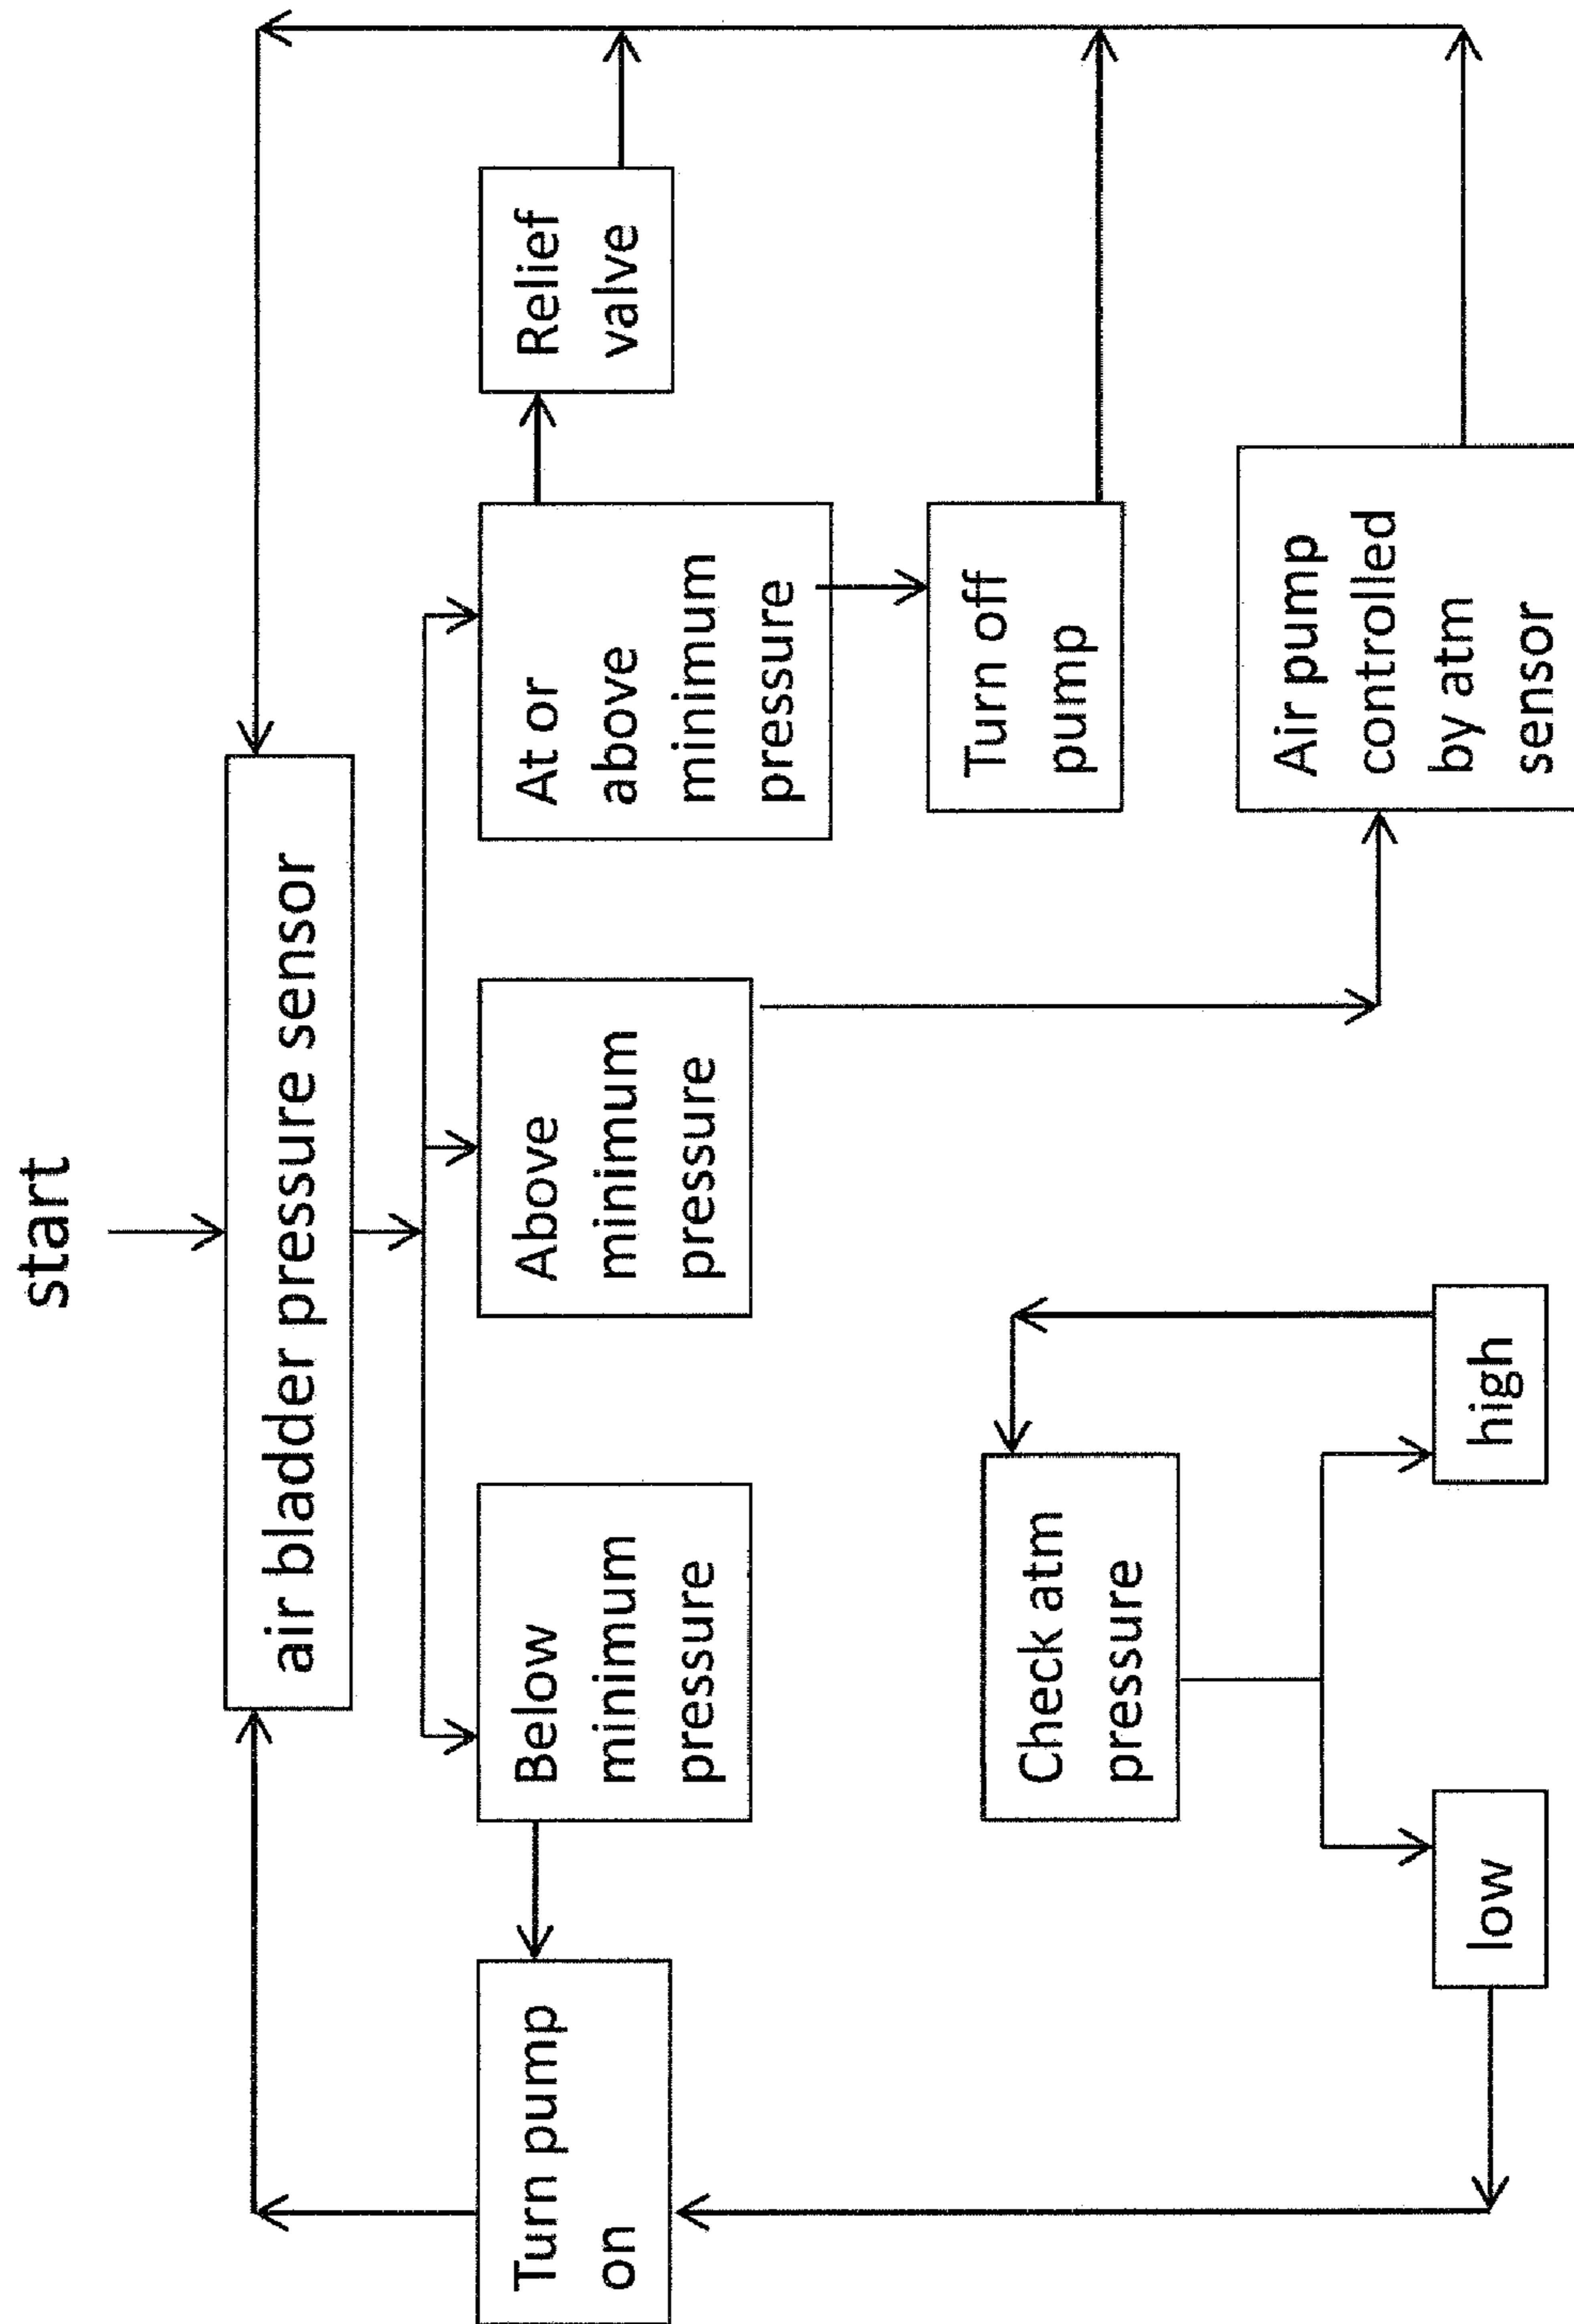 start
air bladder pressure sensor
Turn pump
on
Below
minimum
pressure
Above
minimum
pressure
At or
above
minimum
pressure
Relief
valve
Turn off
pump
Check atm
pressure
low
high
Air pump
controlled
by atm
sensor